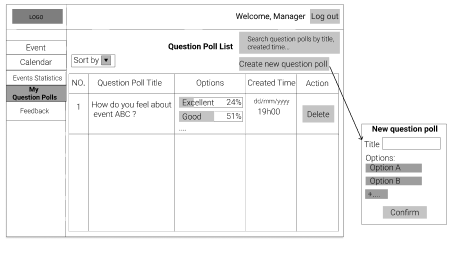 LOGO
Welcome, Manager
Log out
Event
Calendar
Events Statistics
My
Question Polls
Feedback
Question Poll List
Search question polls by title,
created time...
Sort by
Create new question poll
NO.
Question Poll Title
Options
Created Time
Action
1
How do you feel about
event ABC ?
Excellent 24%
Good 51%
....
dd/mm/yyyy
19h00
Delete
New question poll
Title
Options:
Option A
Option B
+....
Confirm